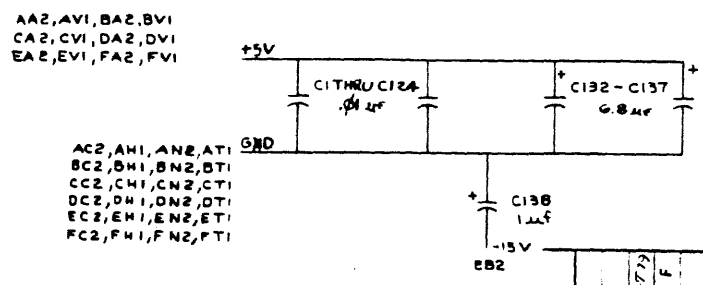 AA2,AV1,BA2,BV1
CA2,CV1,DA2,DV1
EA2,EV1,FA2,FV1
+5V
C1 THRU C124
.01 uf
+
C132-C137
6.8 uf
+
GND
AC2,AH1,AN2,AT1
BC2,BH1,BN2,BT1
CC2,CH1,CN2,CT1
DC2,DH1,DN2,DT1
EC2,EH1,EN2,ET1
FC2,FH1,FN2,FT1
+
C138
1 uf
-15V
EB2
F